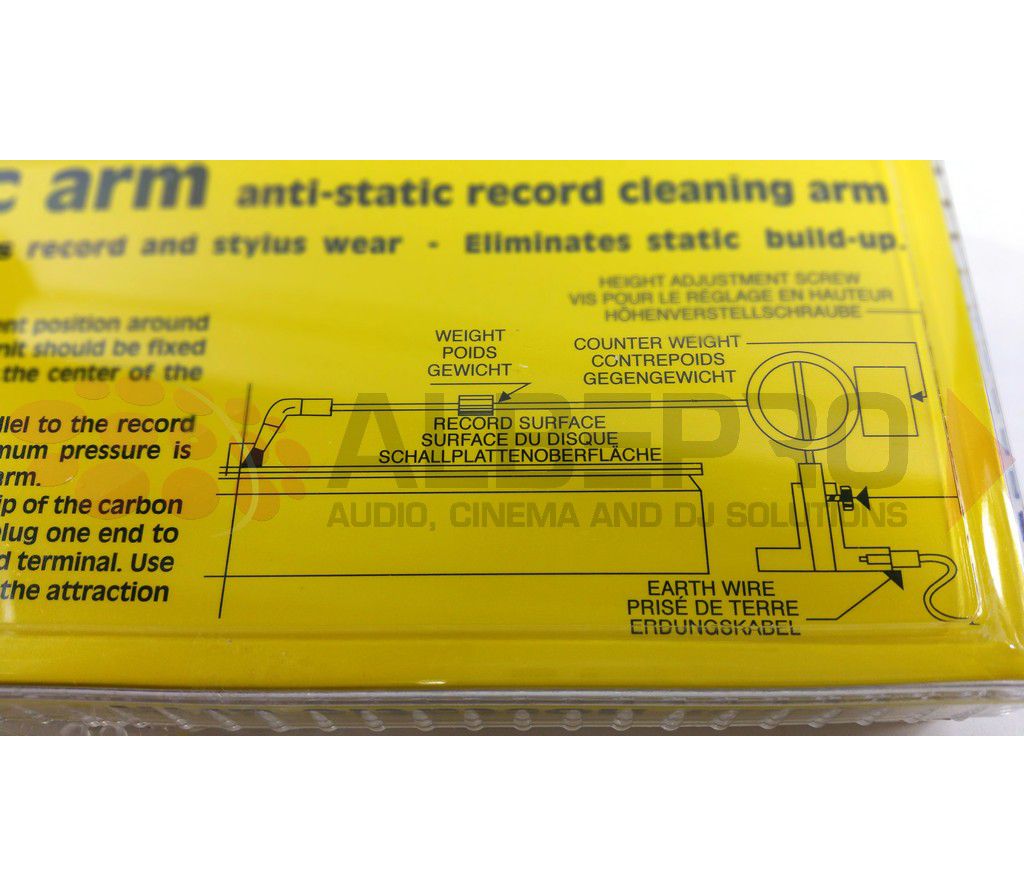 c arm anti-static record cleaning arm
s record and stylus wear - Eliminates static build-up.
HEIGHT ADJUSTMENT SCREW
VIS POUR LE RÉGLAGE EN HAUTEUR
HÖHENVERSTELLSCHRAUBE
ent position around
nit should be fixed
the center of the
llel to the record
mum pressure is
arm.
ip of the carbon
plug one end to
d terminal. Use
the attraction
WEIGHT
POIDS
GEWICHT
COUNTER WEIGHT
CONTREPOIDS
GEGENGEWICHT
RECORD SURFACE
SURFACE DU DISQUE
SCHALLPLATTENOBERFLÄCHE
ALBEPRO
AUDIO, CINEMA AND DJ SOLUTIONS
EARTH WIRE
PRISÉ DE TERRE
ERDUNGSKABEL